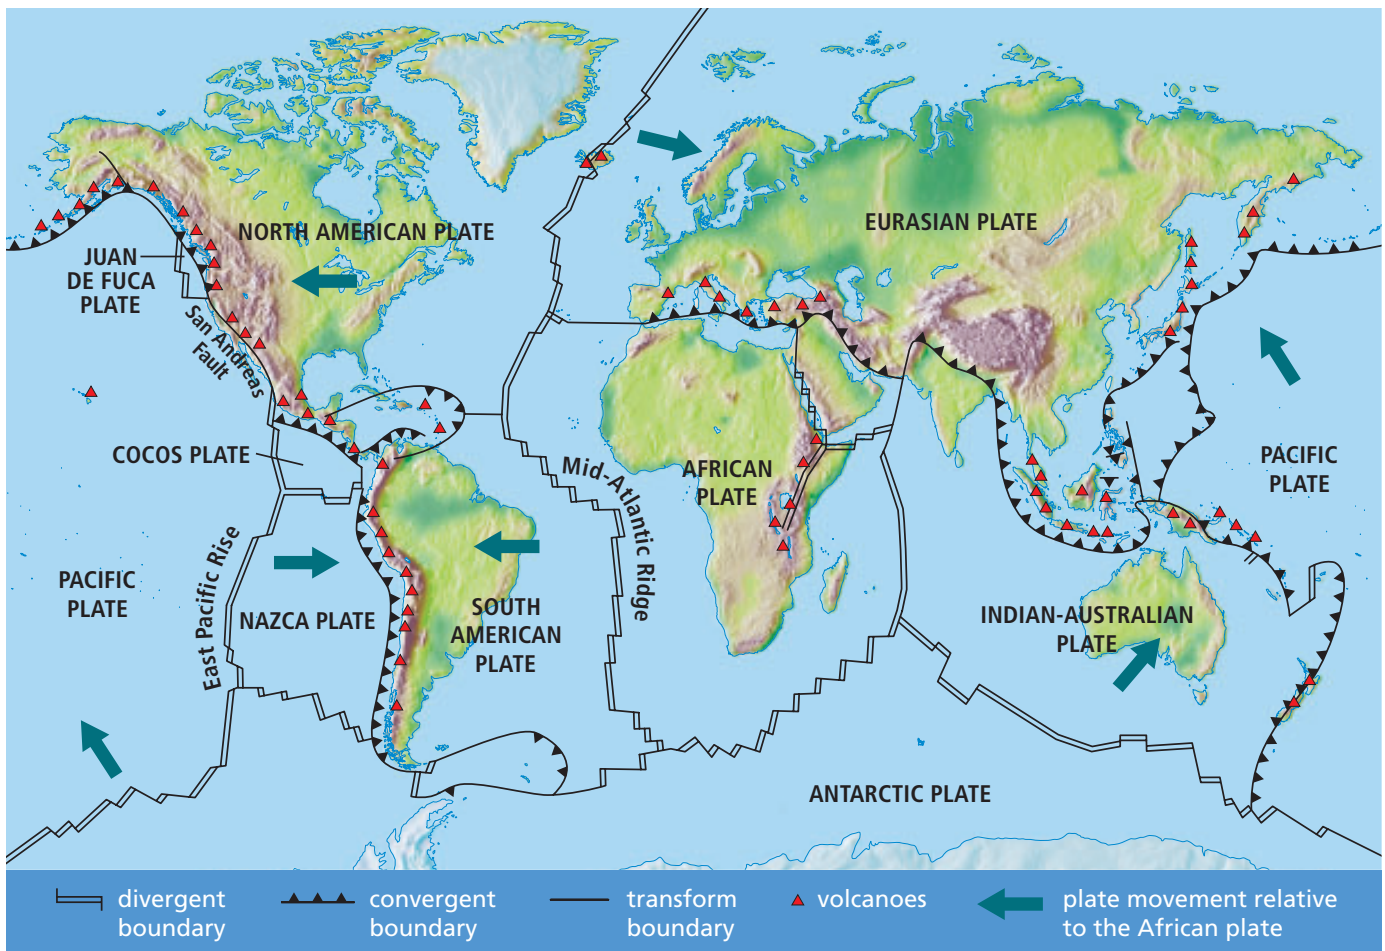 NORTH AMERICAN PLATE
EURASIAN PLATE
JUAN
DE FUCA
PLATE
San Andreas
Fault
COCOS PLATE
Mid-Atlantic Ridge
AFRICAN
PLATE
PACIFIC
PLATE
PACIFIC
PLATE
East Pacific Rise
NAZCA PLATE
SOUTH
AMERICAN
PLATE
INDIAN-AUSTRALIAN
PLATE
ANTARCTIC PLATE
divergent
boundary
convergent
boundary
transform
boundary
volcanoes
plate movement relative
to the African plate